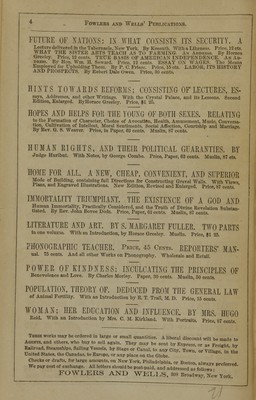 4 FOWLERS AND WELLS' PUBLICATIONS.
FUTURE OF NATIONS: IN WHAT CONSISTS ITS SECURITY. A
Lecture delivered in the Tabernacle, New York. By Kossuth. With a Likeness. Price, 12 cts.
WHAT THE SISTER ARTS TEACH AS TO FARMING. An Address. By Horace
Greeley. Price, 12 cents. TRUE BASIS OF AMERICAN INDEPENDENCE. An Ad-
dress. By Hon. Wm. H. Seward. Price, 12 cents. ESSAY ON WAGES. The Means
Employed for Upholding Them. By P. C. Friese. Price, 15 cts. LABOR, ITS HISTORY
AND PROSPECTS. By Robert Dale Owen. Price, 30 cents.
HINTS TOWARDS REFORMS; CONSISTING OF LECTURES, ES-
says, Addresses, and other Writings. With the Crystal Palace, and its Lessons. Second
Edition, Enlarged. By Horace Greeley. Price, $1 25.
HOPES AND HELPS FOR THE YOUNG OF BOTH SEXES. RELATING
to the Formation of Character, Choice of Avocation, Health, Amusement, Music, Conversa-
tion, Cultivation of Intellect, Moral Sentiment, Social Affection, Courtship and Marriage.
By Rev. G. S. Weaver. Price, in Paper, 62 cents. Muslin, 87 cents.
HUMAN RIGHTS, AND THEIR POLITICAL GUARANTIES. BY
Judge Hurlbut. With Notes, by George Combe. Price, Paper, 62 cents. Muslin, 87 cts.
HOME FOR ALL. A NEW, CHEAP, CONVENIENT, AND SUPERIOR
Mode of Building, containing full Directions for Constructing Gravel Walls. With Views,
Plans, and Engraved Illustrations. New Edition, Revised and Enlarged. Price, 87 cents.
IMMORTALITY TRIUMPHANT. THE EXISTENCE OF A GOD AND
Human Immortality, Practically Considered, and the Truth of Divine Revelation Substan-
tiated. By Rev. John Bovee Dods. Price, Paper, 62 cents. Muslin, 87 cents.
LITERATURE AND ART. BY S. MARGARET FULLER. TWO PARTS
in one volume. With an Introduction, by Horace Greeley. Muslin. Price, $1 25.
PHONOGRAPHIC TEACHER. PRICE, 45 CENTS. REPORTERS' MAN-
ual. 75 cents. And all other Works on Phonography. Wholesale and Retail.
POWER OF KINDNESS; INCULCATING THE PRINCIPLES OF
Benevolence and Love. By Charles Morley. Paper, 30 cents. Muslin, 50 cents.
POPULATION, THEORY OF. DEDUCED FROM THE GENERAL LAW
of Animal Fertility. With an Introduction by R. T. Trall, M. D. Price, 15 cents.
WOMAN; HER EDUCATION AND INFLUENCE, BY MRS. HUGO
Reid. With an Introduction by Mrs. C. M. Kirkland. With Portraits. Price, 87 cents.
THESE works may be ordered in large or small quantities. A liberal discount will be made to
AGENTS, and others, who buy to sell again. They may be sent by Express, or as Freight, by
Railroad, Steamships, Sailing Vessels, by Stage or Canal, to any City, Town, or Village, in the
United States, the Canadas, to Europe, or any place on the Globe.
Checks or drafts, for large amounts, on New York, Philadelphia, or Boston, always preferred.
We pay cost of exchange. All letters should be post-paid, and addressed as follows:
FOWLERS AND WELLS, 308 Broadway, New York.